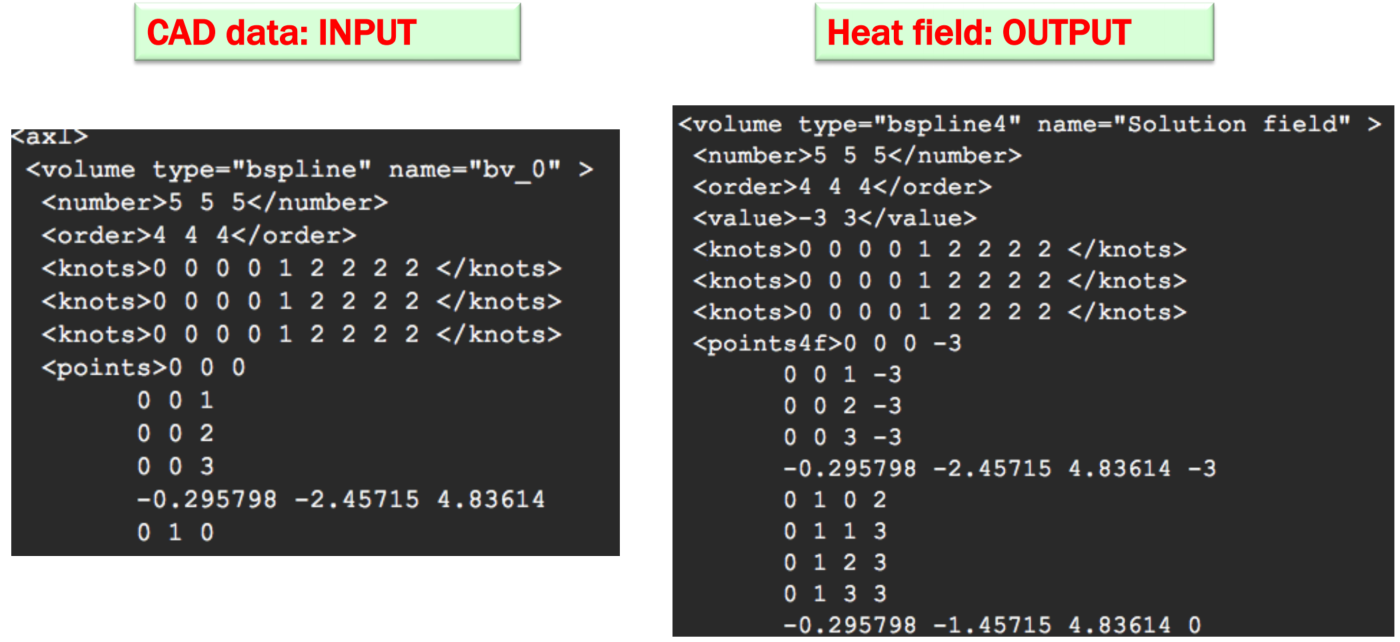 CAD data: INPUT
<axl>
<volume type="bspline" name="bv_0" >
<number>5 5 5</number>
<order>4 4 4</order>
<knots>0 0 0 0 1 2 2 2 2 </knots>
<knots>0 0 0 0 1 2 2 2 2 </knots>
<knots>0 0 0 0 1 2 2 2 2 </knots>
<points>0 0 0
0 0 1
0 0 2
0 0 3
-0.295798 -2.45715 4.83614
0 1 0
Heat field: OUTPUT
<volume type="bspline4" name="Solution field" >
<number>5 5 5</number>
<order>4 4 4</order>
<value>-3 3</value>
<knots>0 0 0 0 1 2 2 2 2 </knots>
<knots>0 0 0 0 1 2 2 2 2 </knots>
<knots>0 0 0 0 1 2 2 2 2 </knots>
<points4f>0 0 0 -3
0 0 1 -3
0 0 2 -3
0 0 3 -3
-0.295798 -2.45715 4.83614 -3
0 1 0 2
0 1 1 3
0 1 2 3
0 1 3 3
-0.295798 -1.45715 4.83614 0